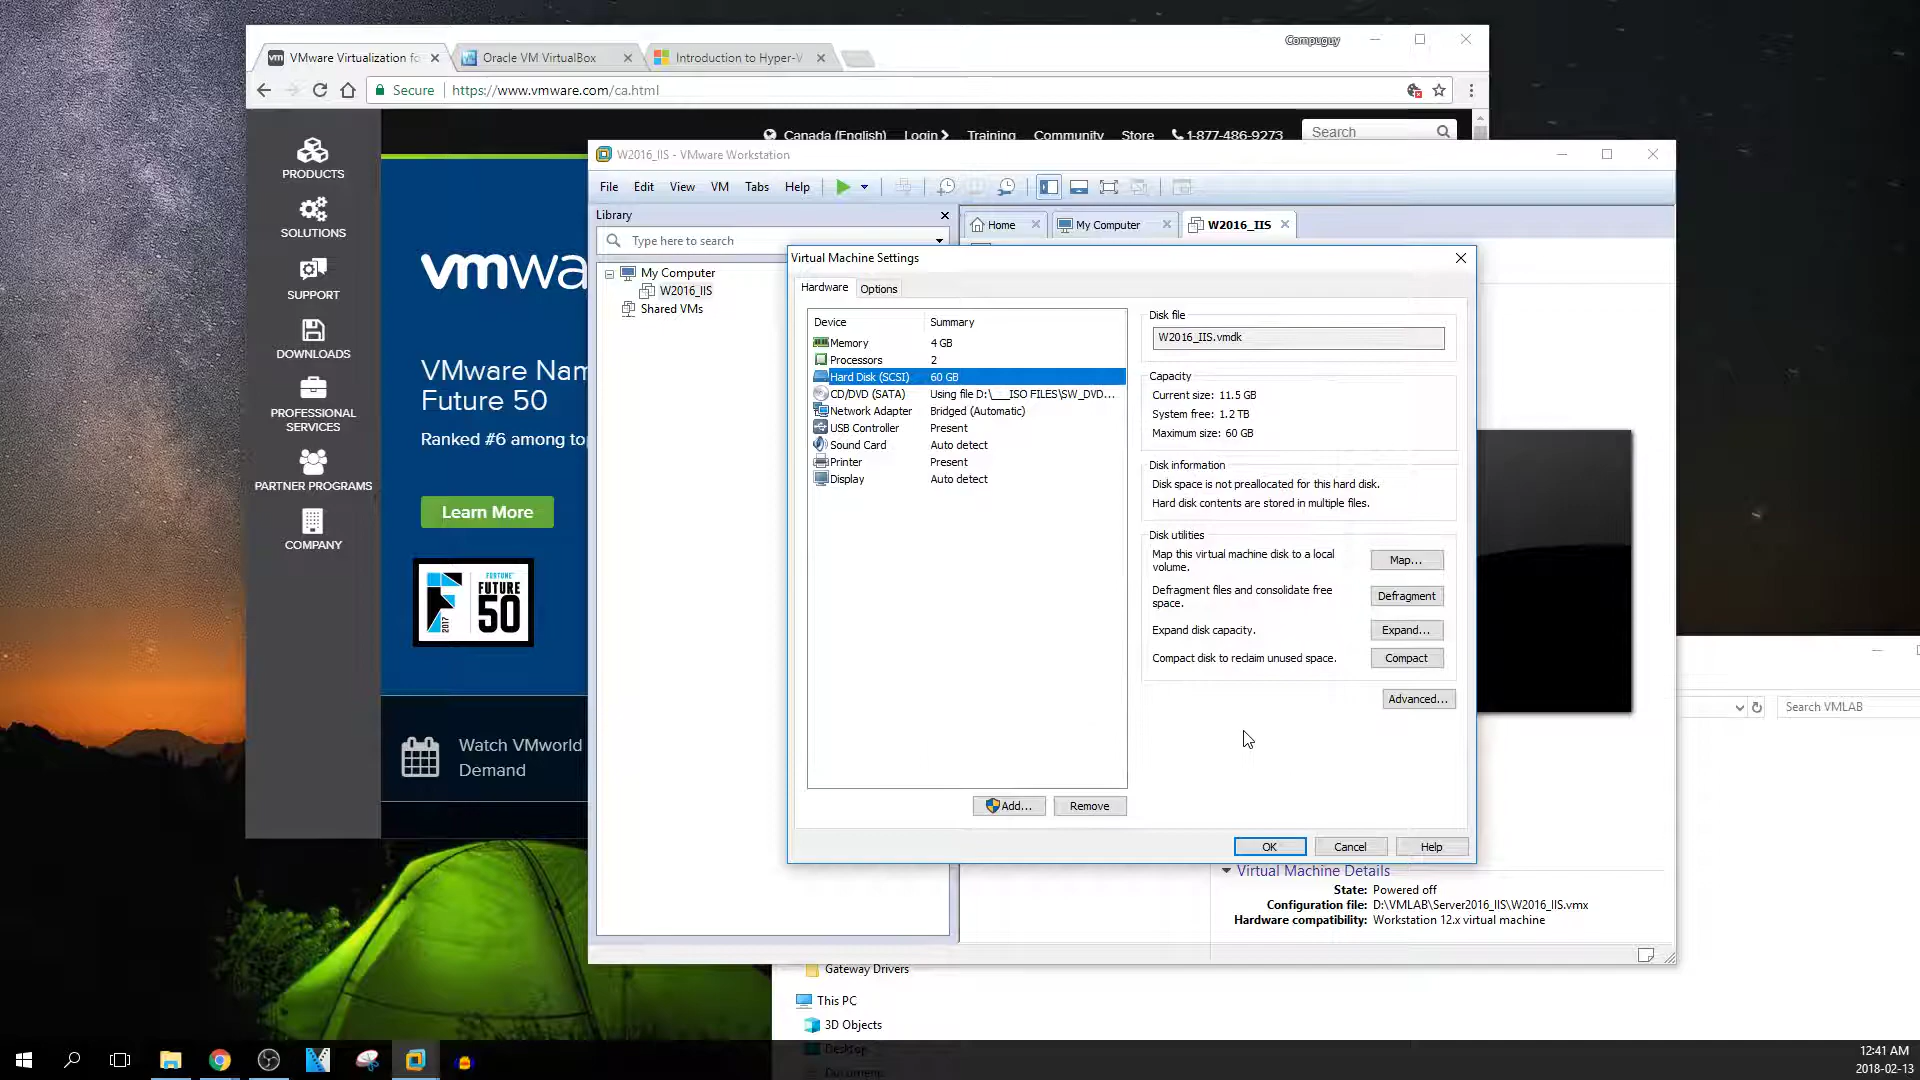 Compuguy
VMware Virtualization fo
Oracle VM VirtualBox
Introduction to Hyper-V
Secure
https://www.vmware.com/ca.html
Canada (English)
Login
Training
Community
Store
1-877-486-9273
Search
PRODUCTS
SOLUTIONS
SUPPORT
DOWNLOADS
PROFESSIONAL
SERVICES
PARTNER PROGRAMS
COMPANY
vmwa
VMware Nam
Future 50
Ranked #6 among to
Learn More
2017
FORTUNE
FUTURE
50
Watch VMworld
Demand
W2016_IIS - VMware Workstation
File Edit View VM Tabs Help
Library
Type here to search
My Computer
W2016_IIS
Shared VMs
Home
My Computer
W2016_IIS
Virtual Machine Settings
Hardware
Options
Device Summary
Memory 4 GB
Processors 2
Hard Disk (SCSI) 60 GB
CD/DVD (SATA) Using file D:\___ISO FILES\SW_DVD...
Network Adapter Bridged (Automatic)
USB Controller Present
Sound Card Auto detect
Printer Present
Display Auto detect
Add...
Remove
Disk file
W2016_IIS.vmdk
Capacity
Current size: 11.5 GB
System free: 1.2 TB
Maximum size: 60 GB
Disk information
Disk space is not preallocated for this hard disk.
Hard disk contents are stored in multiple files.
Disk utilities
Map this virtual machine disk to a local
volume.
Map...
Defragment files and consolidate free
space.
Defragment
Expand disk capacity.
Expand...
Compact disk to reclaim unused space.
Compact
Advanced...
OK
Cancel
Help
Virtual Machine Details
State: Powered off
Configuration file: D:\VMLAB\Server2016_IIS\W2016_IIS.vmx
Hardware compatibility: Workstation 12.x virtual machine
Search VMLAB
Gateway Drivers
This PC
3D Objects
Desktop
12:41 AM
2018-02-13